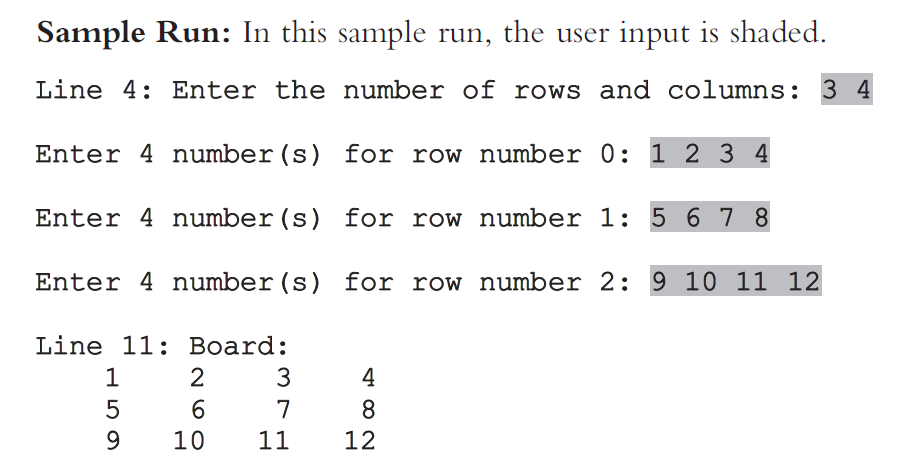 Sample Run: In this sample run, the user input is shaded.
Line 4: Enter the number of rows and columns: 3 4
Enter 4 number(s) for row number 0: 1 2 3 4
Enter 4 number(s) for row number 1: 5 6 7 8
Enter 4 number(s) for row number 2: 9 10 11 12
Line 11: Board:
1 2 3 4
5 6 7 8
9 10 11 12